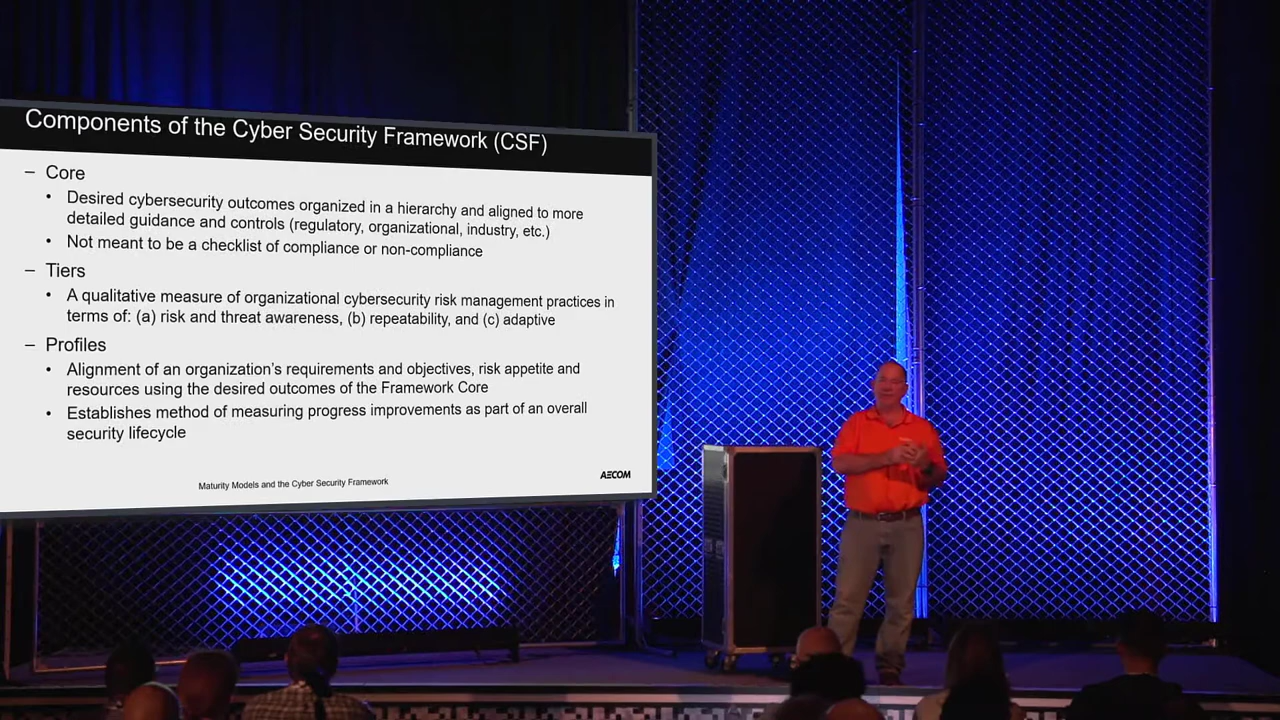 Components of the Cyber Security Framework (CSF)
– Core
• Desired cybersecurity outcomes organized in a hierarchy and aligned to more
detailed guidance and controls (regulatory, organizational, industry, etc.)
• Not meant to be a checklist of compliance or non-compliance
– Tiers
• A qualitative measure of organizational cybersecurity risk management practices in
terms of: (a) risk and threat awareness, (b) repeatability, and (c) adaptive
– Profiles
• Alignment of an organization’s requirements and objectives, risk appetite and
resources using the desired outcomes of the Framework Core
• Establishes method of measuring progress improvements as part of an overall
security lifecycle
Maturity Models and the Cyber Security Framework
AECOM